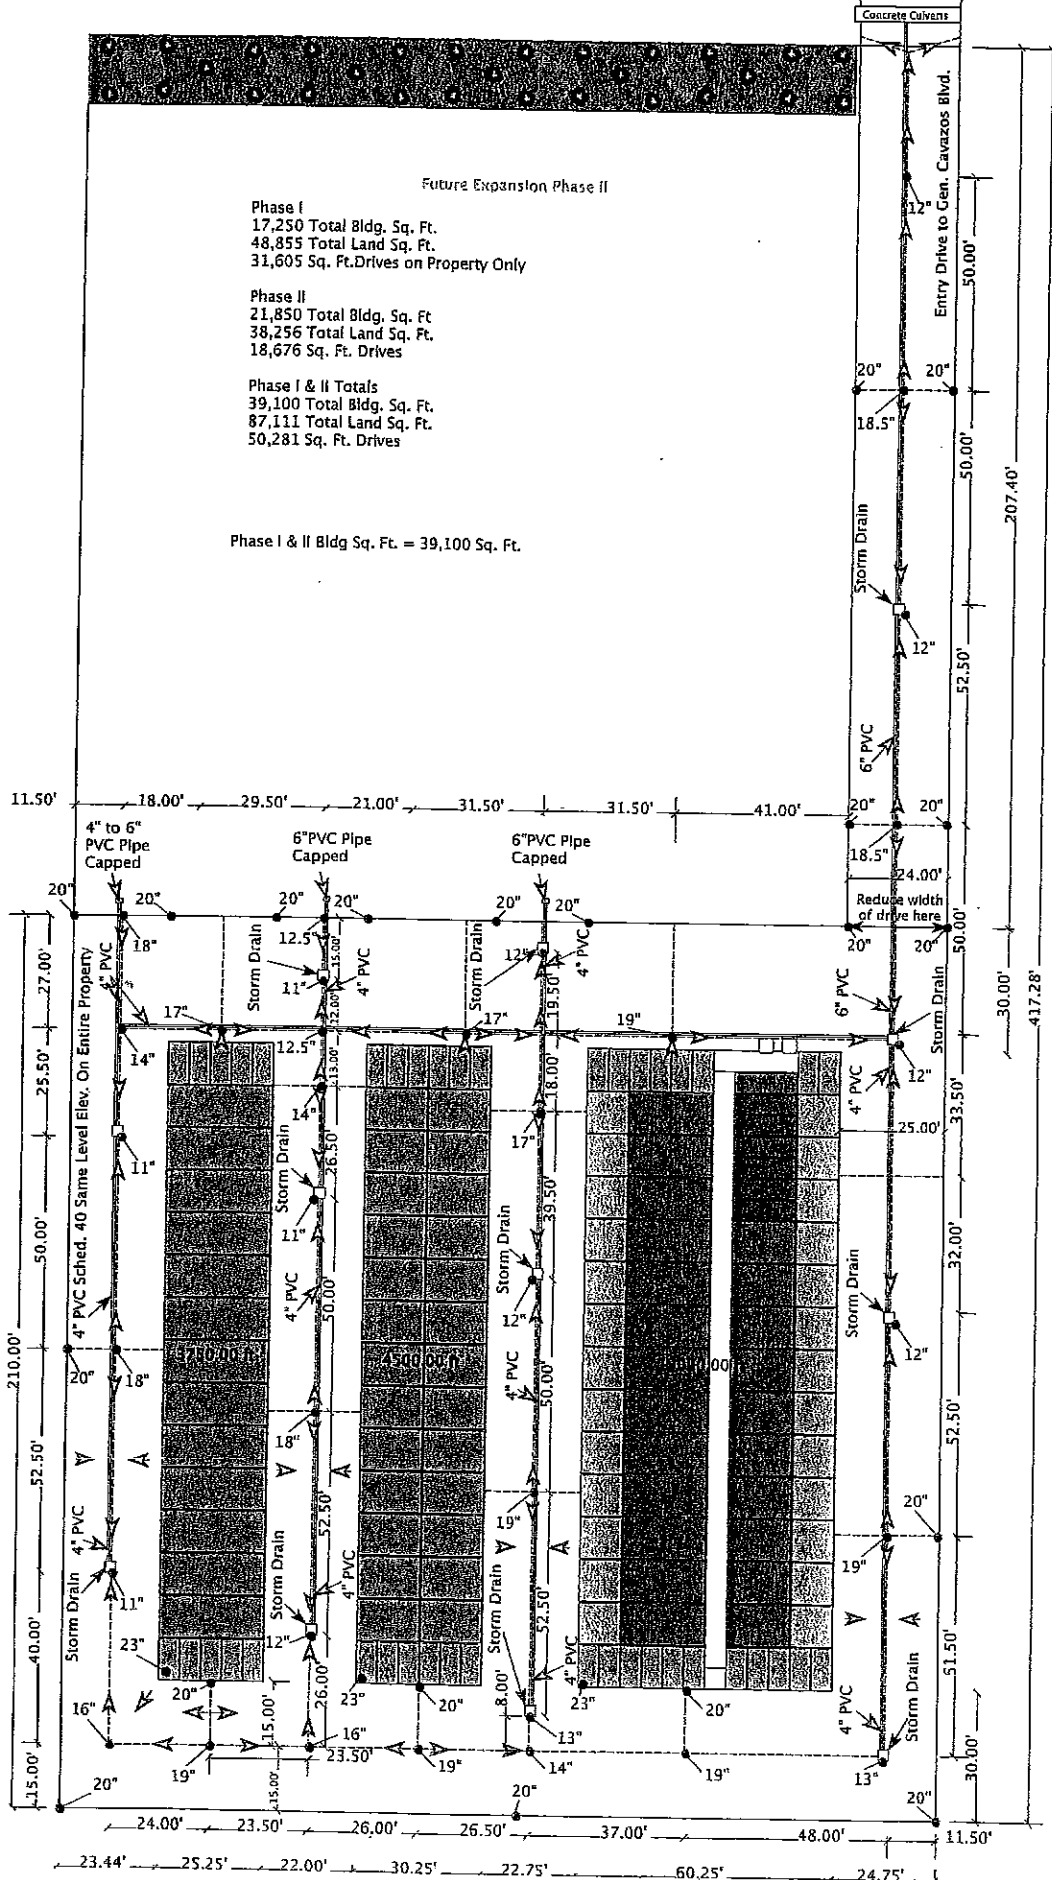 Concrete Culverts
Entry Drive to Gen. Cavazos Blvd.
Future Expansion Phase II
Phase I
17,250 Total Bldg. Sq. Ft.
48,855 Total Land Sq. Ft.
31,605 Sq. Ft.Drives on Property Only
Phase II
21,850 Total Bldg. Sq. Ft
38,256 Total Land Sq. Ft.
18,676 Sq. Ft. Drives
Phase I & II Totals
39,100 Total Bldg. Sq. Ft.
87,111 Total Land Sq. Ft.
50,281 Sq. Ft. Drives
Phase I & II Bldg Sq. Ft. = 39,100 Sq. Ft.
12"
50.00'
20"
20"
18.5"
50.00'
207.40'
Storm Drain
12"
52.50'
6" PVC
11.50'
18.00'
29.50'
21.00'
31.50'
31.50'
41.00'
20"
20"
18.5"
24.00'
4" to 6"
PVC Pipe
Capped
6"PVC Pipe
Capped
6"PVC Pipe
Capped
Reduce width
of drive here
20"
20"
50.00'
20"
20"
18"
20"
20"
12.5"
20"
20"
12"
27.00'
4" PVC
Storm Drain
11"
15.00'
4" PVC
12.00'
Storm Drain
4" PVC
19.50'
6" PVC
Storm Drain
30.00'
417.28'
17"
14"
12.5"
17"
19"
12"
25.50'
4" PVC Sched. 40 Same Level Elev. On Entire Property
11"
13.00'
14"
26.50'
18.00'
17"
4" PVC
25.00'
33.50'
Storm Drain
11"
39.50'
50.00'
4" PVC
50.00'
Storm Drain
12"
Storm Drain
12"
32.00'
210.00'
20"
18"
3750.00 ft
4500.00 ft
4" PVC
50.00'
18"
52.50'
52.50'
19"
52.50'
20"
19"
4" PVC
Storm Drain
11"
Storm Drain
12"
4" PVC
52.50'
Storm Drain
4" PVC
51.50'
40.00'
23"
20"
26.00'
23"
20"
8.00'
13"
23"
20"
4" PVC
Storm Drain
13"
16"
19"
15.00'
16"
23.50'
19"
14"
19"
30.00'
15.00'
20"
15.00'
20"
20"
24.00'
23.50'
26.00'
26.50'
37.00'
48.00'
11.50'
23.44'
25.25'
22.00'
30.25'
22.75'
60.25'
24.75'